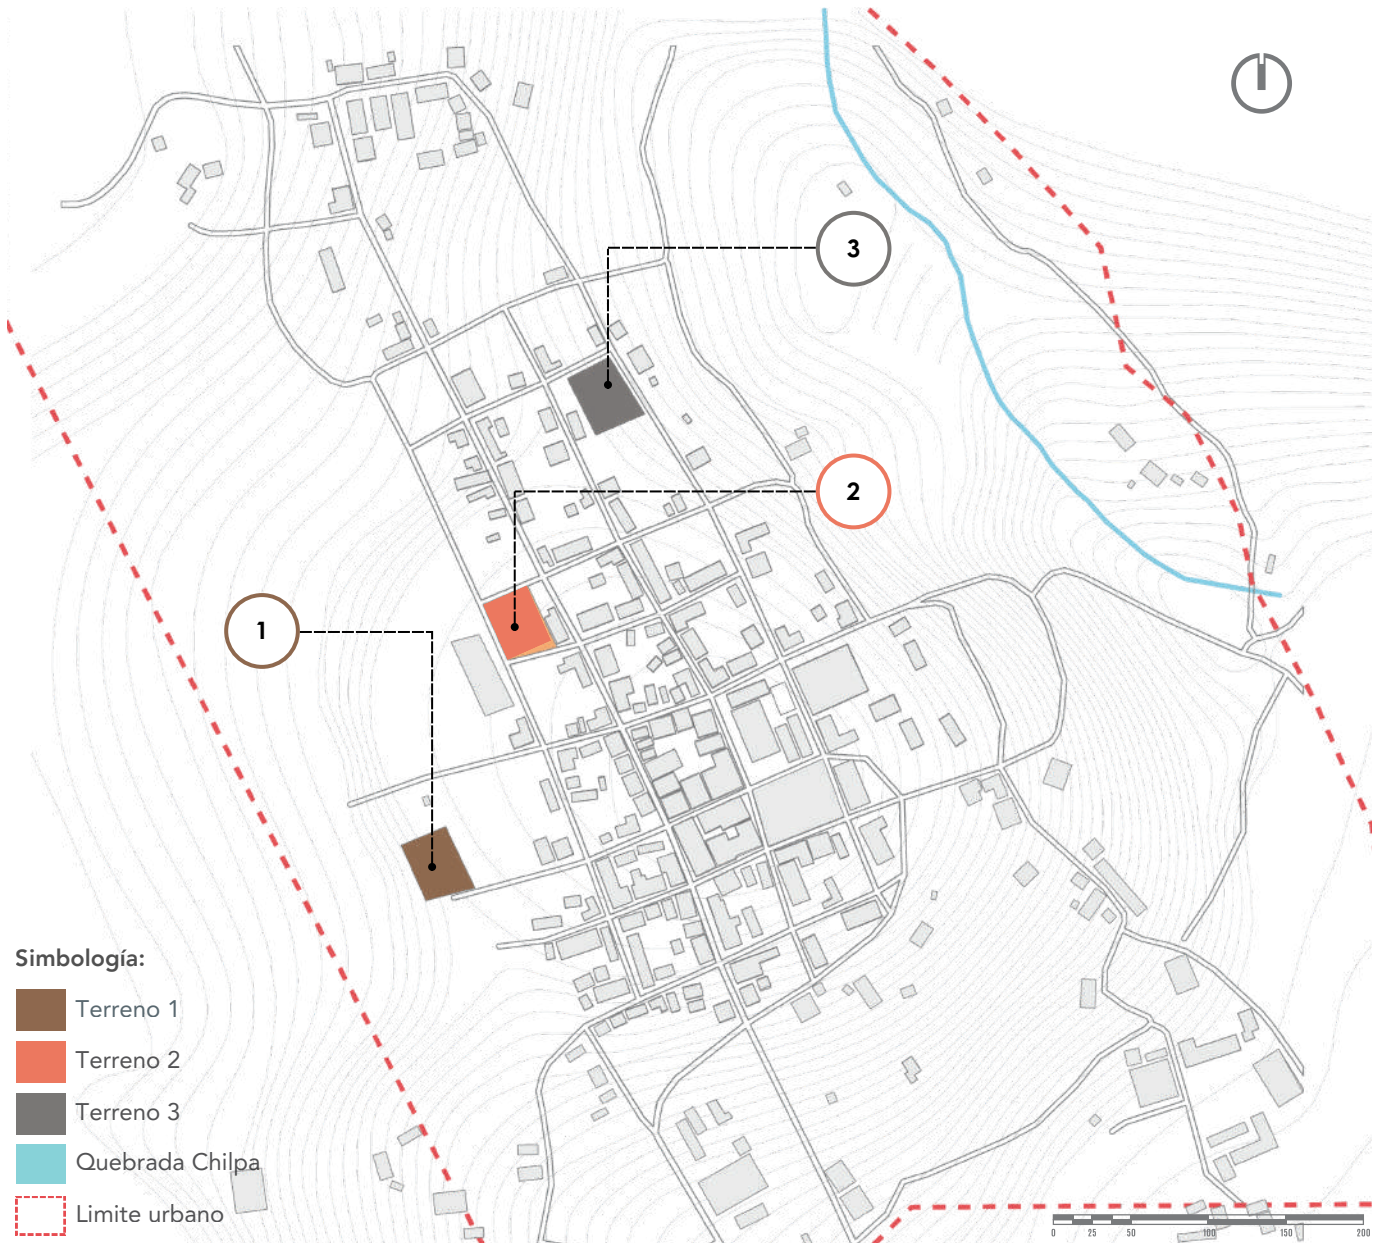 3
2
1
Simbología:
Terreno 1
Terreno 2
Terreno 3
Quebrada Chilpa
Limite urbano
0 25 50 100 150 200